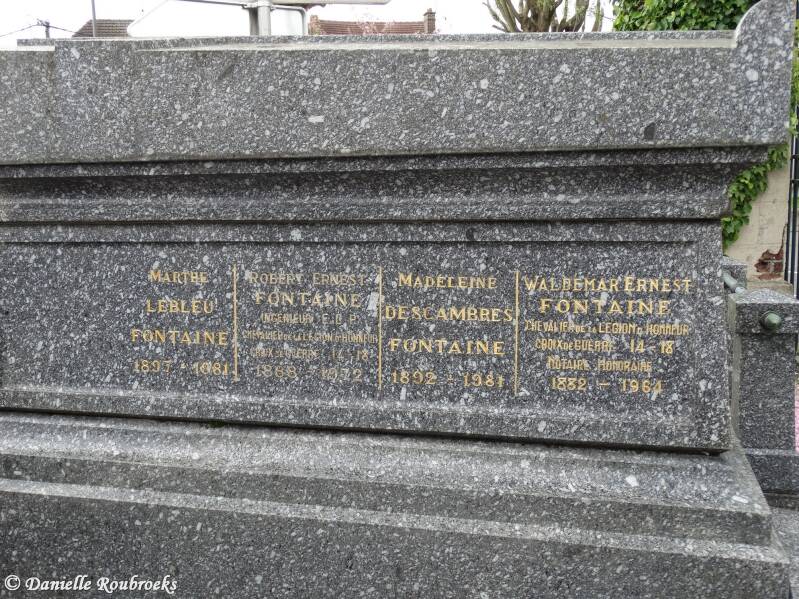 MARTHE
LEBLEU
FONTAINE
1897 - 1981
ROBERT ERNEST
FONTAINE
INGENIEUR E.C.P.
CHEVALIER DE LA LEGION D'HONNEUR
CROIX DE GUERRE 14-18
1888 - 1972
MADELEINE
DESCAMBRES
FONTAINE
1892 - 1981
WALDEMAR ERNEST
FONTAINE
CHEVALIER DE LA LEGION D'HONNEUR
CROIX DE GUERRE 14-18
NOTAIRE HONORAIRE
1882 - 1964
© Danielle Roubroeks